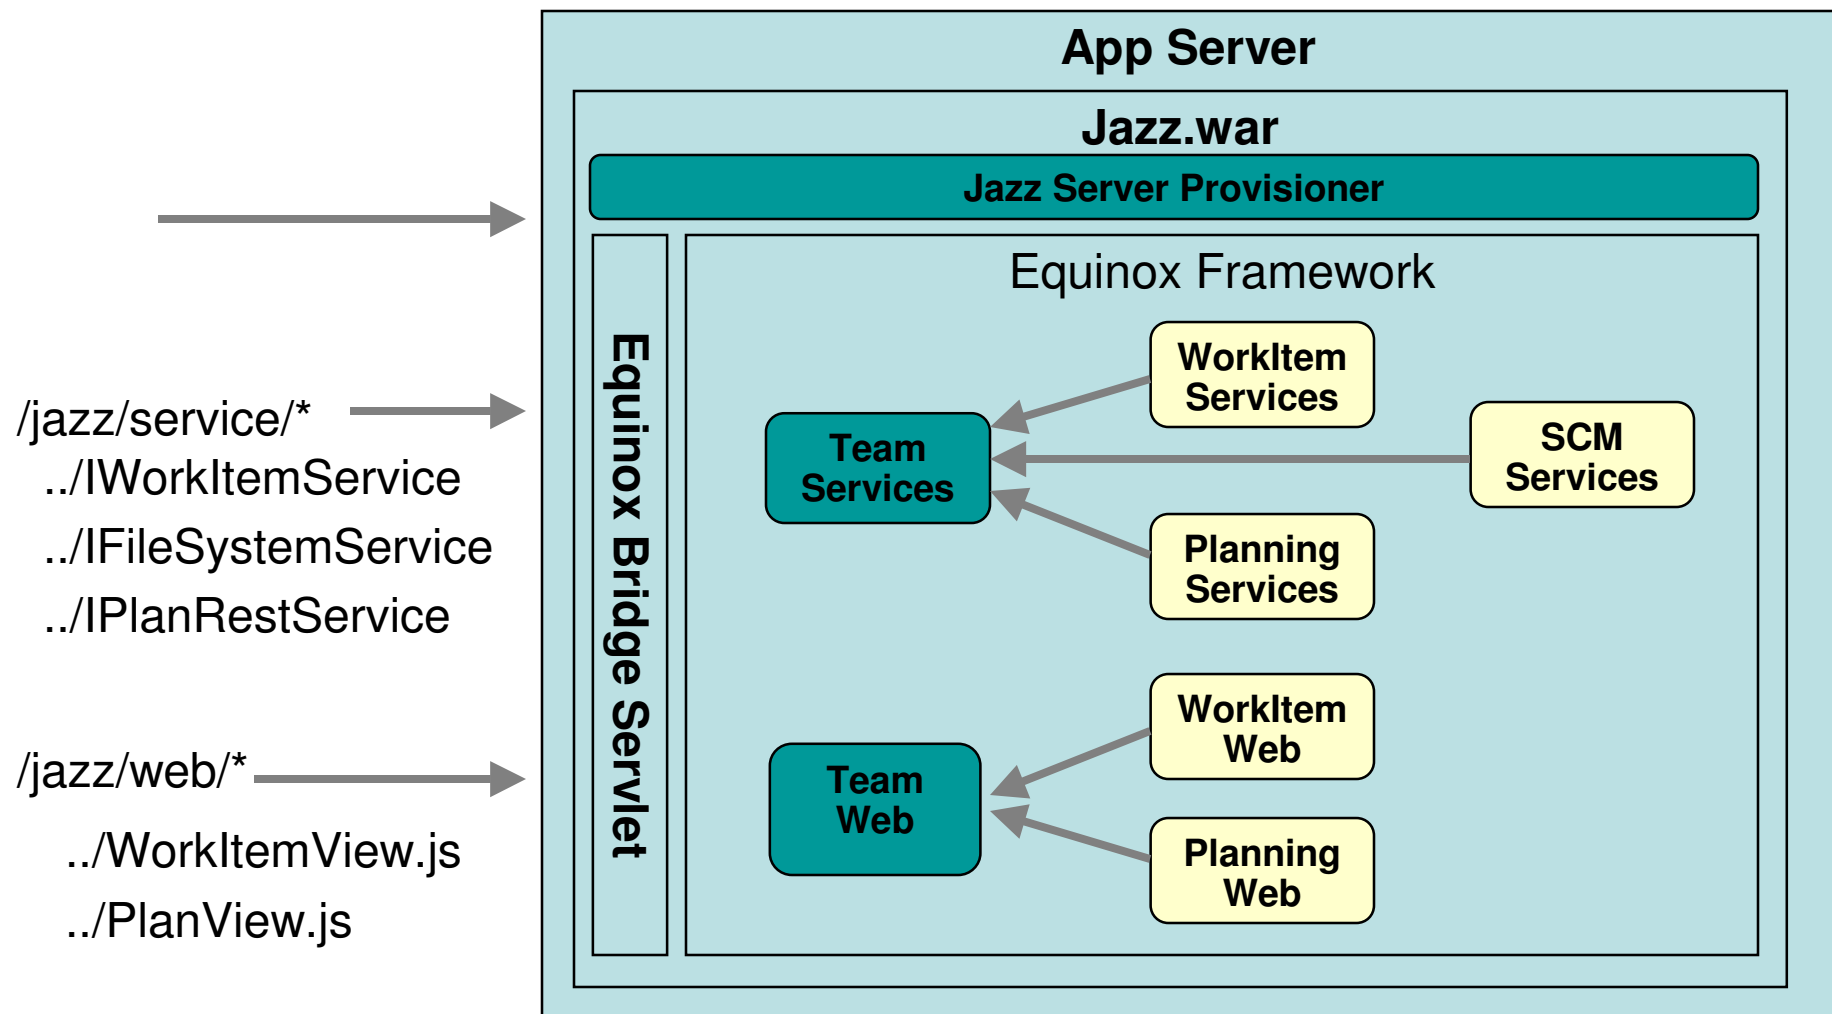 App Server
Jazz.war
Jazz Server Provisioner
Equinox Bridge Servlet
Equinox Framework
/jazz/service/*
../IWorkItemService
../IFileSystemService
../IPlanRestService
/jazz/web/*
../WorkItemView.js
../PlanView.js
WorkItem
Services
Team
Services
SCM
Services
Planning
Services
WorkItem
Web
Team
Web
Planning
Web